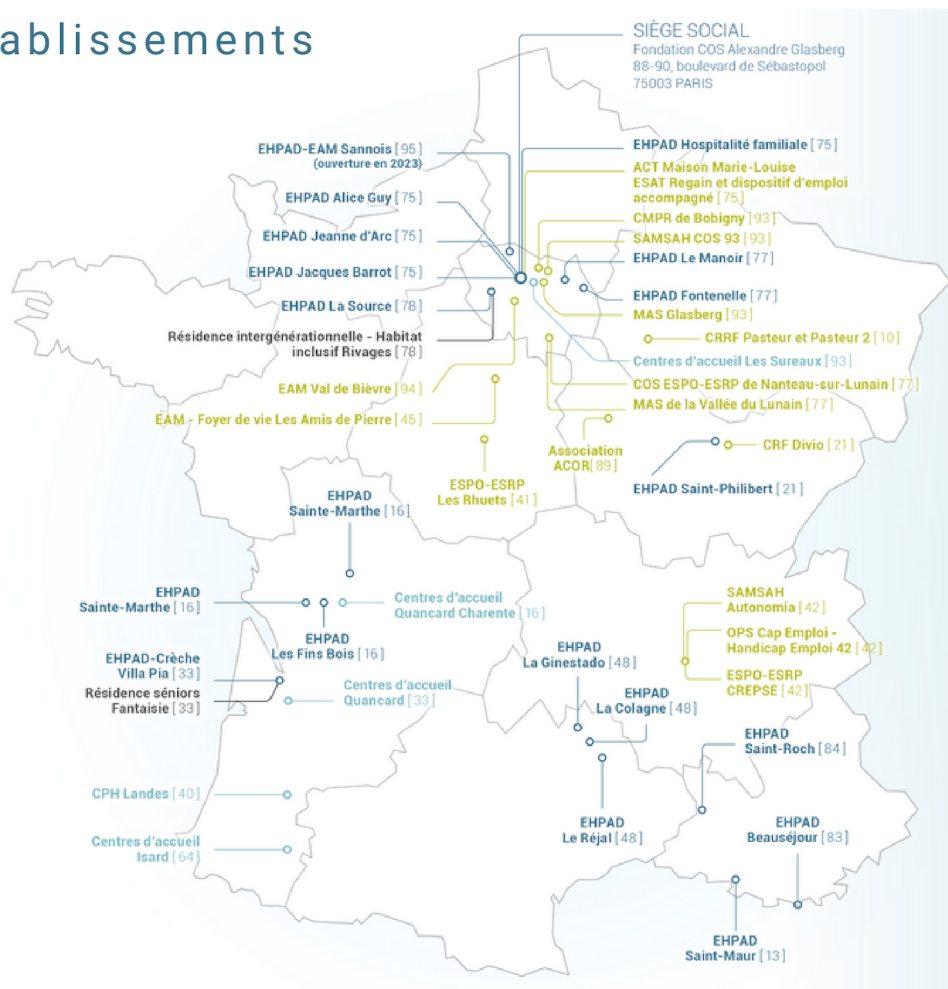 ablissements
SIÈGE SOCIAL
Fondation COS Alexandre Glasberg
88-90, boulevard de Sébastopol
75003 PARIS
EHPAD-EAM Sannois [95]
(ouverture en 2023)
EHPAD Alice Guy [75]
EHPAD Jeanne d'Arc [75]
EHPAD Jacques Barrot [75]
EHPAD La Source [78]
Résidence intergénérationnelle - Habitat
inclusif Rivages [78]
EAM Val de Bièvre [94]
EAM - Foyer de vie Les Amis de Pierre [45]
EHPAD Hospitalité familiale [75]
ACT Maison Marie-Louise
ESAT Regain et dispositif d'emploi
accompagné [75]
CMPR de Bobigny [93]
SAMSAH COS 93 [93]
EHPAD Le Manoir [77]
EHPAD Fontenelle [77]
MAS Glasberg [93]
CRRF Pasteur et Pasteur 2 [10]
Centres d'accueil Les Sureaux [93]
COS ESPO-ESRP de Nanteau-sur-Lunain [77]
MAS de la Vallée du Lunain [77]
Association
ACOR[89]
CRF Divio [21]
EHPAD Saint-Philibert [21]
ESPO-ESRP
Les Rhuets [41]
EHPAD
Sainte-Marthe [16]
EHPAD
Sainte-Marthe [16]
Centres d'accueil
Quancard Charente [16]
EHPAD
Les Fins Bois [16]
EHPAD-Crèche
Villa Pia [33]
Résidence séniors
Fantaisie [33]
Centres d'accueil
Quancard [33]
CPH Landes [40]
Centres d'accueil
Isard [64]
SAMSAH
Autonomia [42]
OPS Cap Emploi -
Handicap Emploi 42 [42]
ESPO-ESRP
CREPSE [42]
EHPAD
La Ginestado [48]
EHPAD
La Colagne [48]
EHPAD
Le Réjal [48]
EHPAD
Saint-Roch [84]
EHPAD
Beauséjour [83]
EHPAD
Saint-Maur [13]